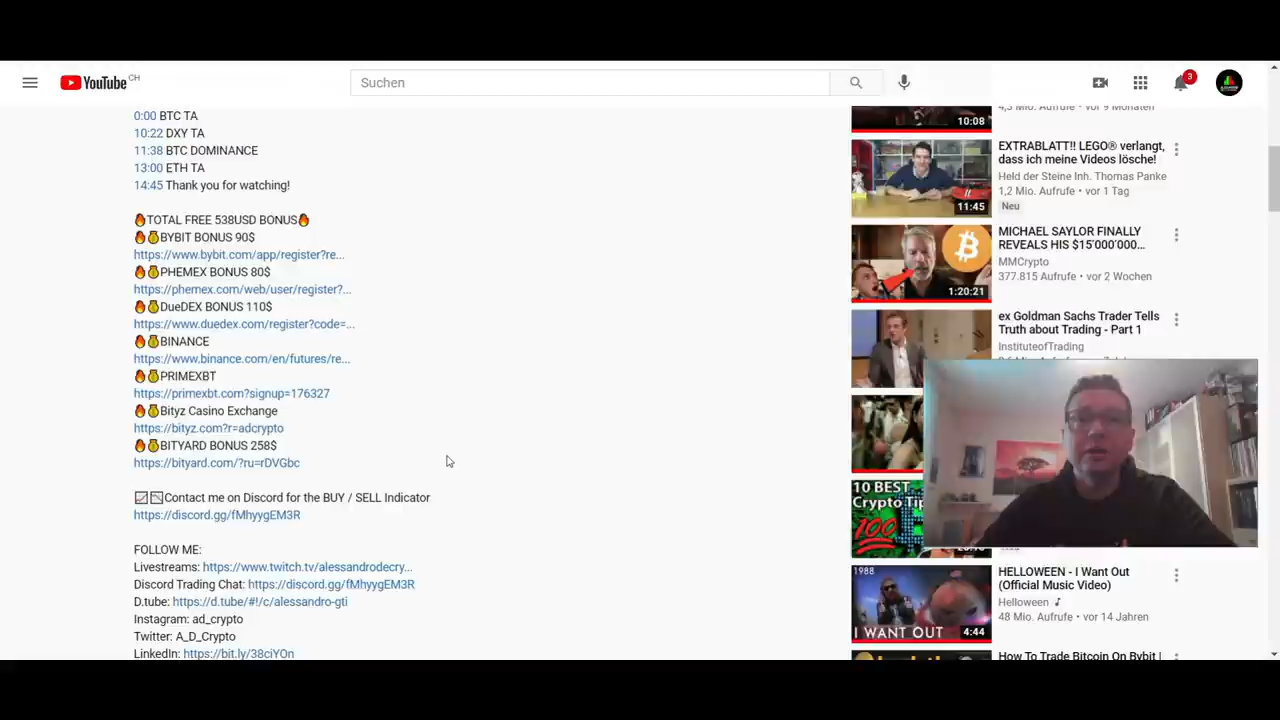 YouTube CH
Suchen
3
0:00 BTC TA
10:22 DXY TA
11:38 BTC DOMINANCE
13:00 ETH TA
14:45 Thank you for watching!
🔥TOTAL FREE 538USD BONUS🔥
🔥💰BYBIT BONUS 90$
https://www.bybit.com/app/register?re...
🔥💰PHEMEX BONUS 80$
https://phemex.com/web/user/register?...
🔥💰DueDEX BONUS 110$
https://www.duedex.com/register?code=...
🔥💰BINANCE
https://www.binance.com/en/futures/re...
🔥💰PRIMEXBT
https://primexbt.com?signup=176327
🔥💰Bityz Casino Exchange
https://bityz.com?r=adcrypto
🔥💰BITYARD BONUS 258$
https://bityard.com/?ru=rDVGbc
📈📉Contact me on Discord for the BUY / SELL Indicator
https://discord.gg/fMhyygEM3R
FOLLOW ME:
Livestreams: https://www.twitch.tv/alessandrodecry...
Discord Trading Chat: https://discord.gg/fMhyygEM3R
D.tube: https://d.tube/#!/c/alessandro-gti
Instagram: ad_crypto
Twitter: A_D_Crypto
LinkedIn: https://bit.ly/38ciYOn
4,3 Mio. Aufrufe • vor 9 Monaten
10:08
EXTRABLATT!! LEGO® verlangt,
dass ich meine Videos lösche!
Held der Steine Inh. Thomas Panke
1,2 Mio. Aufrufe • vor 1 Tag
Neu
11:45
MICHAEL SAYLOR FINALLY
REVEALS HIS $15'000'000...
MMCrypto
377.815 Aufrufe • vor 2 Wochen
1:20:21
ex Goldman Sachs Trader Tells
Truth about Trading - Part 1
InstituteofTrading
10 BEST
Crypto Tip
100
HELLOWEEN - I Want Out
(Official Music Video)
Helloween
48 Mio. Aufrufe • vor 14 Jahren
1988
I WANT OUT
4:44
How To Trade Bitcoin On Bybit |